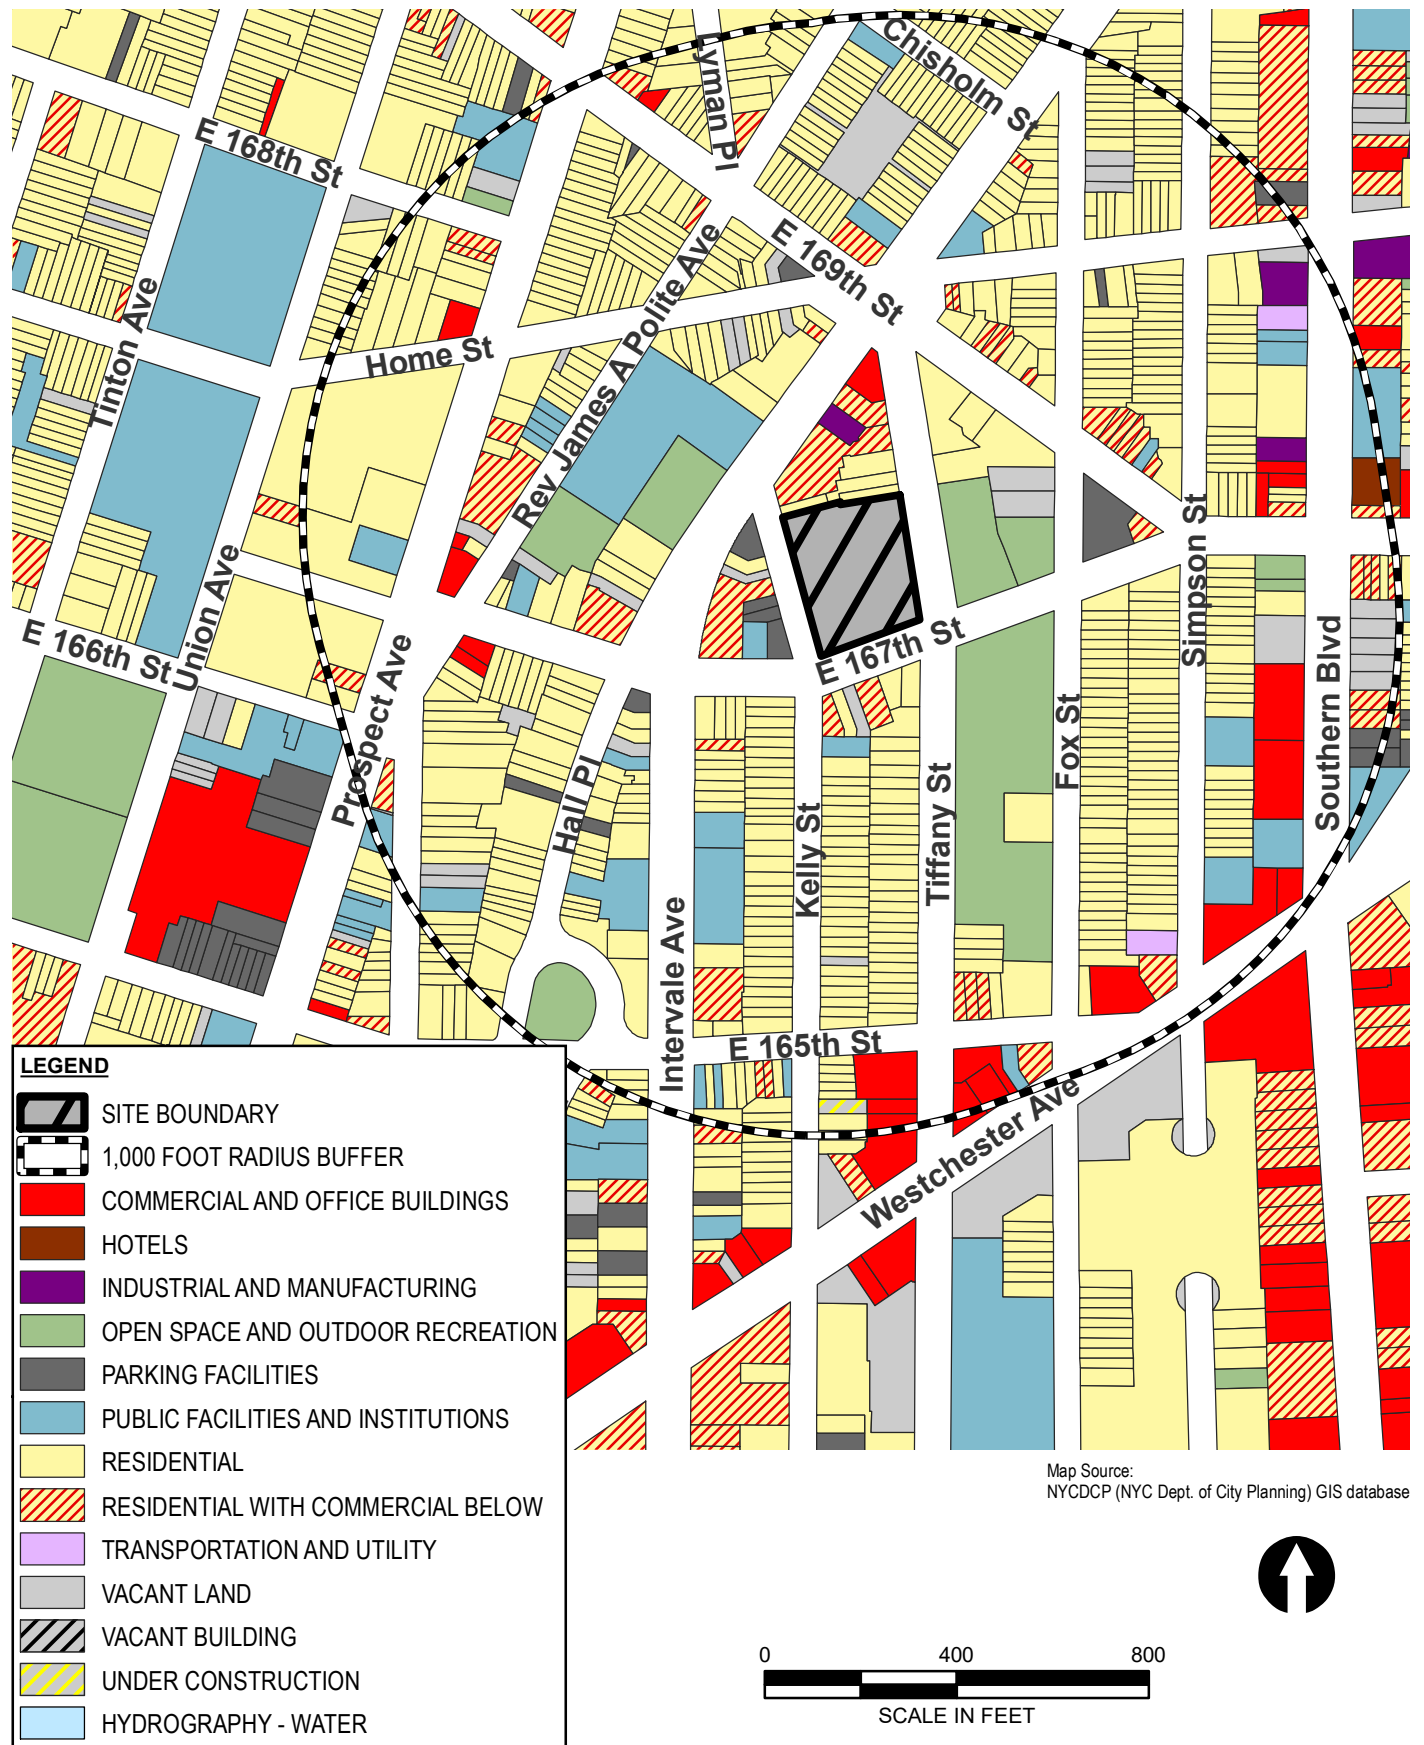 Lyman Pl
Chisholm St
E 168th St
E 169th St
Tinton Ave
Rev James A Polite Ave
Home St
Union Ave
Simpson St
E 166th St
E 167th St
Southern Blvd
Prospect Ave
Fox St
Hall Pl
Kelly St
Tiffany St
Intervale Ave
E 165th St
Westchester Ave
LEGEND
SITE BOUNDARY
1,000 FOOT RADIUS BUFFER
COMMERCIAL AND OFFICE BUILDINGS
HOTELS
INDUSTRIAL AND MANUFACTURING
OPEN SPACE AND OUTDOOR RECREATION
PARKING FACILITIES
PUBLIC FACILITIES AND INSTITUTIONS
RESIDENTIAL
RESIDENTIAL WITH COMMERCIAL BELOW
TRANSPORTATION AND UTILITY
VACANT LAND
VACANT BUILDING
UNDER CONSTRUCTION
HYDROGRAPHY - WATER
Map Source:
NYCDCP (NYC Dept. of City Planning) GIS database
0 400 800
SCALE IN FEET